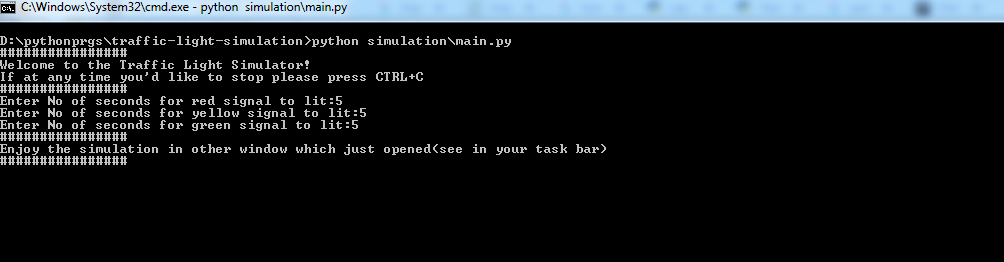 C:\Windows\System32\cmd.exe - python  simulation\main.py
D:\pythonprgs\traffic-light-simulation>python simulation\main.py
################
Welcome to the Traffic Light Simulator!
If at any time you'd like to stop please press CTRL+C
################
Enter No of seconds for red signal to lit:5
Enter No of seconds for yellow signal to lit:5
Enter No of seconds for green signal to lit:5
################
Enjoy the simulation in other window which just opened(see in your task bar)
################